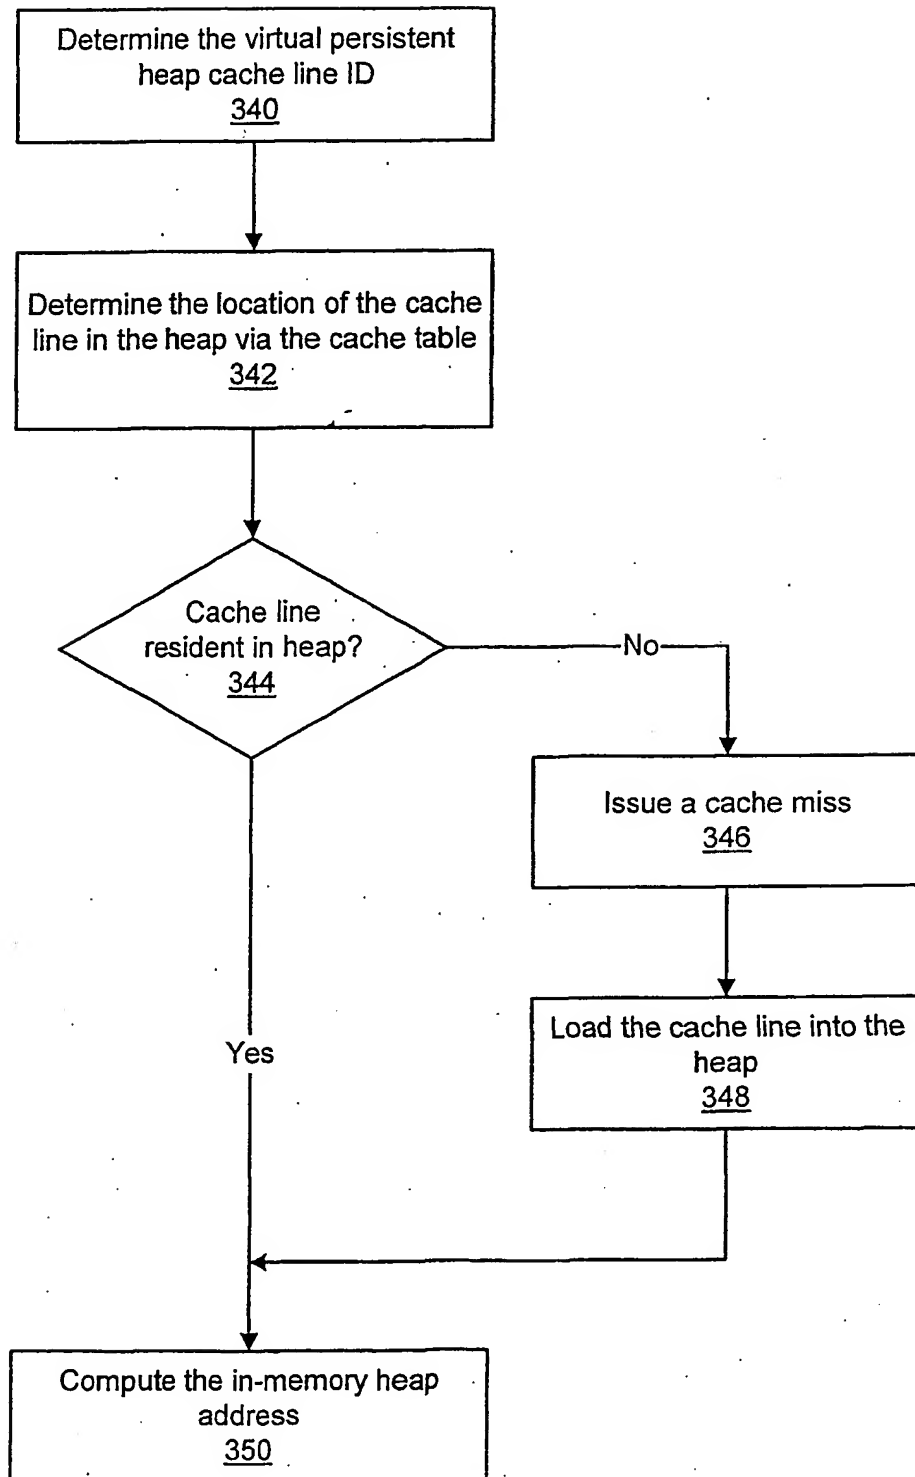 Determine the virtual persistent
heap cache line ID
340
Determine the location of the cache
line in the heap via the cache table
342
Cache line
resident in heap?
344
No
Issue a cache miss
346
Load the cache line into the
heap
348
Yes
Compute the in-memory heap
address
350